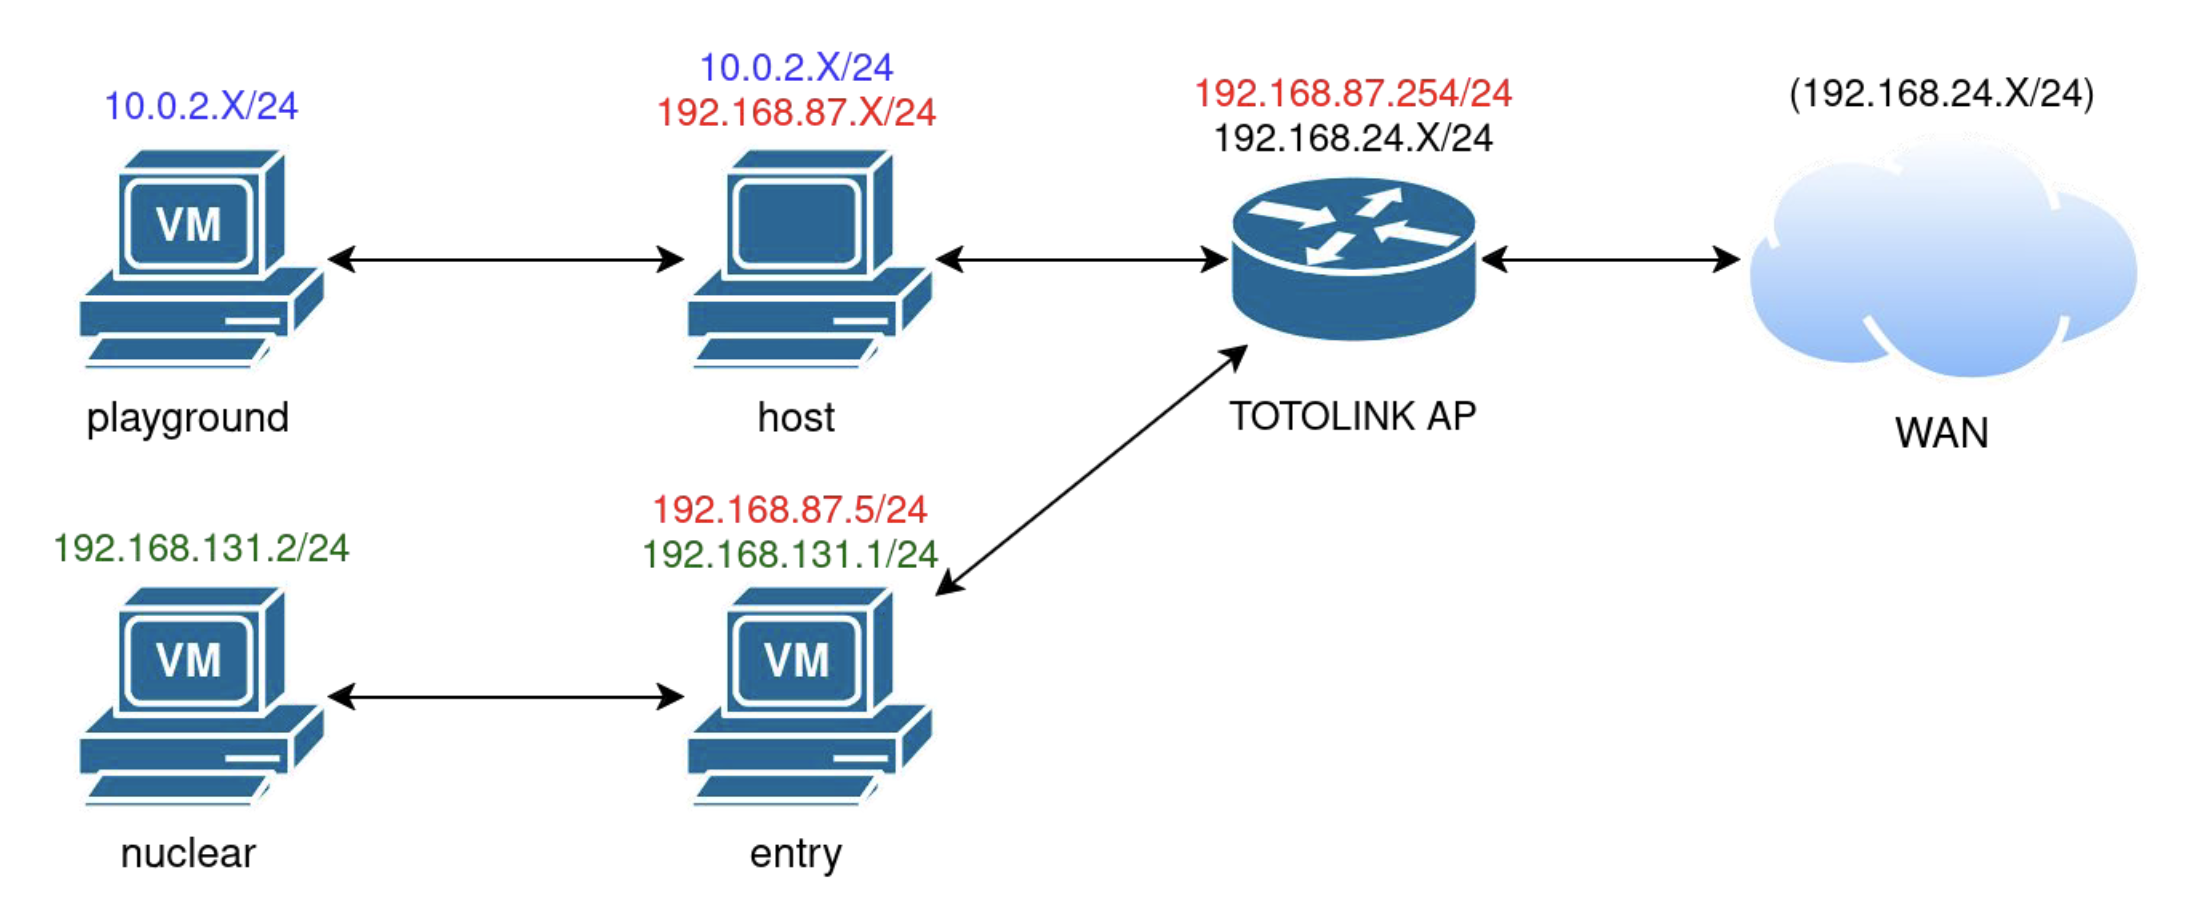 10.0.2.X/24
VM
playground
10.0.2.X/24
192.168.87.X/24
host
192.168.87.254/24
192.168.24.X/24
TOTOLINK AP
(192.168.24.X/24)
WAN
192.168.131.2/24
VM
nuclear
192.168.87.5/24
192.168.131.1/24
VM
entry